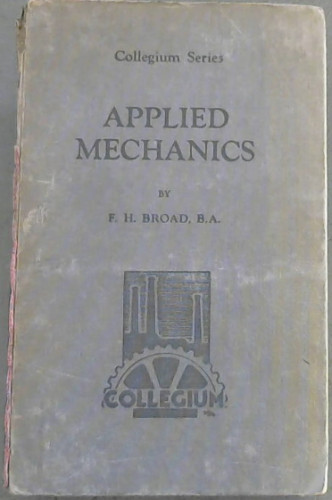 Collegium Series
APPLIED
MECHANICS
BY
F. H. BROAD, B.A.
COLLEGIUM